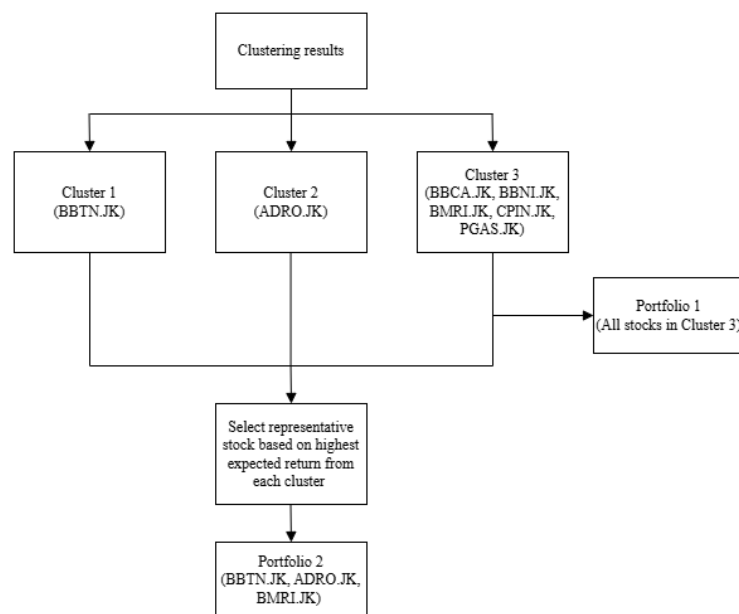 Clustering results
Cluster 1
(BBTN.JK)
Cluster 2
(ADRO.JK)
Cluster 3
(BBCA.JK, BBNI.JK,
BMRI.JK, CPIN.JK,
PGAS.JK)
Portfolio 1
(All stocks in Cluster 3)
Select representative
stock based on highest
expected return from
each cluster
Portfolio 2
(BBTN.JK, ADRO.JK,
BMRI.JK)